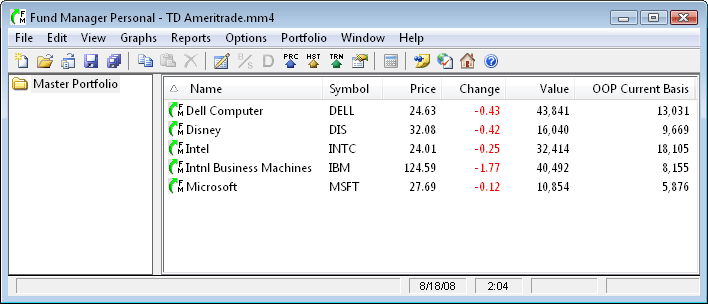 Fund Manager Personal - TD Ameritrade.mm4
File Edit View Graphs Reports Options Portfolio Window Help
B/S D PRC HST TRN
Master Portfolio
Name Symbol Price Change Value OOP Current Basis
Dell Computer DELL 24.63 -0.43 43,841 13,031
Disney DIS 32.08 -0.42 16,040 9,669
Intel INTC 24.01 -0.25 32,414 18,105
Intnl Business Machines IBM 124.59 -1.77 40,492 8,155
Microsoft MSFT 27.69 -0.12 10,854 5,876
8/18/08 2:04